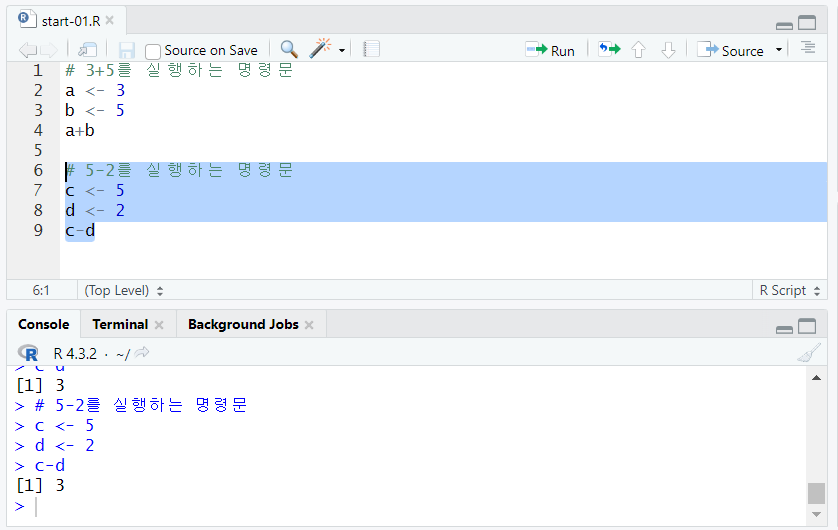 start-01.R
Source on Save
Run
Source
1 # 3+5를 실행하는 명령문
2 a <- 3
3 b <- 5
4 a+b
5
6 # 5-2를 실행하는 명령문
7 c <- 5
8 d <- 2
9 c-d
6:1 (Top Level) R Script
Console Terminal Background Jobs
R R 4.3.2 · ~/
> c-d
[1] 3
> # 5-2를 실행하는 명령문
> c <- 5
> d <- 2
> c-d
[1] 3
>